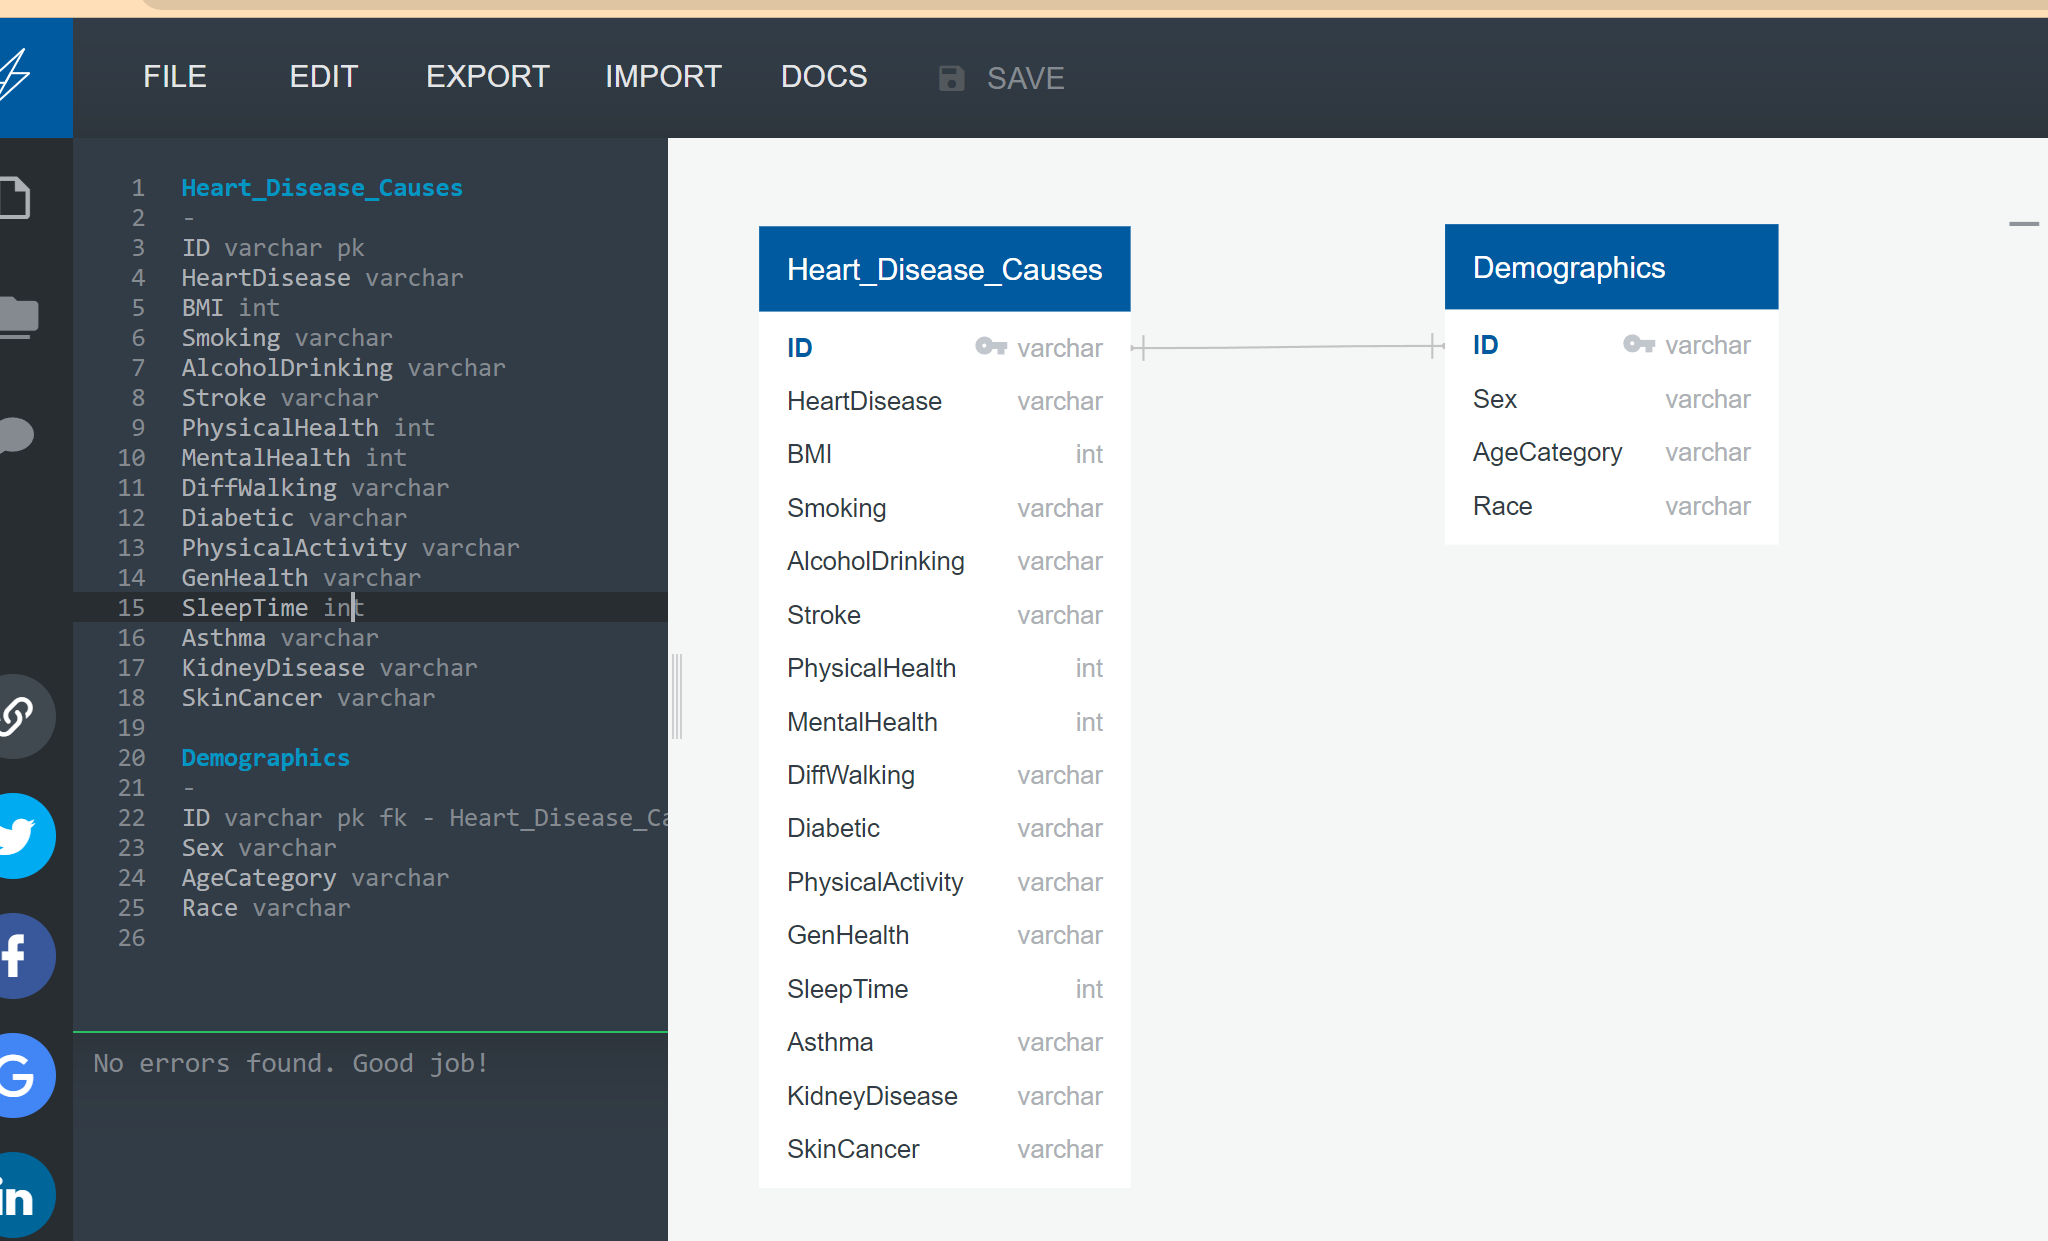 FILE EDIT EXPORT IMPORT DOCS SAVE
1 Heart_Disease_Causes
2 -
3 ID varchar pk
4 HeartDisease varchar
5 BMI int
6 Smoking varchar
7 AlcoholDrinking varchar
8 Stroke varchar
9 PhysicalHealth int
10 MentalHealth int
11 DiffWalking varchar
12 Diabetic varchar
13 PhysicalActivity varchar
14 GenHealth varchar
15 SleepTime int
16 Asthma varchar
17 KidneyDisease varchar
18 SkinCancer varchar
19
20 Demographics
21 -
22 ID varchar pk fk - Heart_Disease_Ca
23 Sex varchar
24 AgeCategory varchar
25 Race varchar
26
No errors found. Good job!
Heart_Disease_Causes
ID varchar
HeartDisease varchar
BMI int
Smoking varchar
AlcoholDrinking varchar
Stroke varchar
PhysicalHealth int
MentalHealth int
DiffWalking varchar
Diabetic varchar
PhysicalActivity varchar
GenHealth varchar
SleepTime int
Asthma varchar
KidneyDisease varchar
SkinCancer varchar
Demographics
ID varchar
Sex varchar
AgeCategory varchar
Race varchar
f
G
in